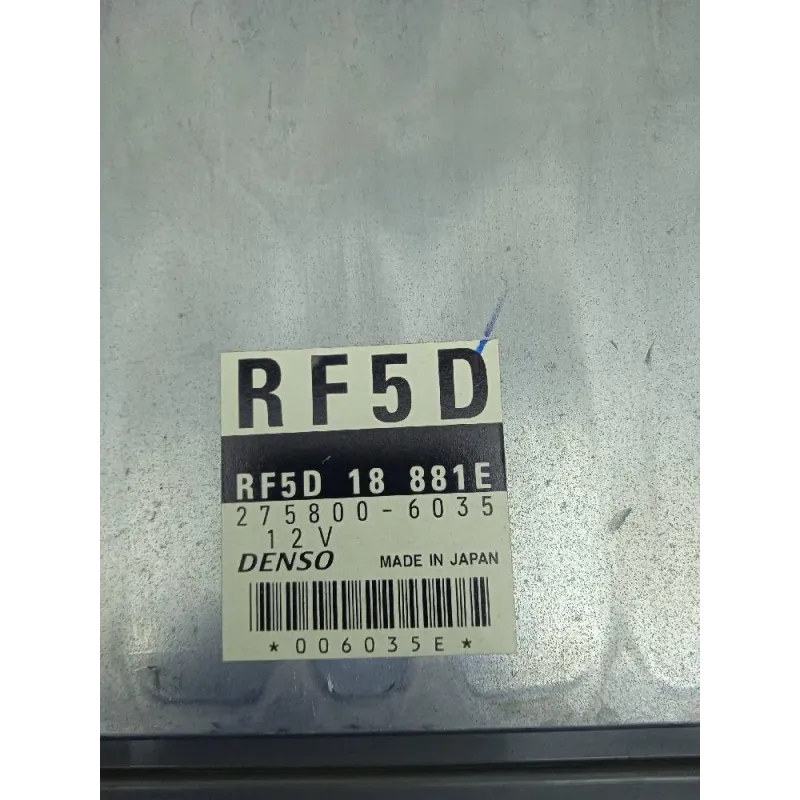 RF5D
RF5D 18 881E
275800-6035
12V
DENSO MADE IN JAPAN
*006035E*